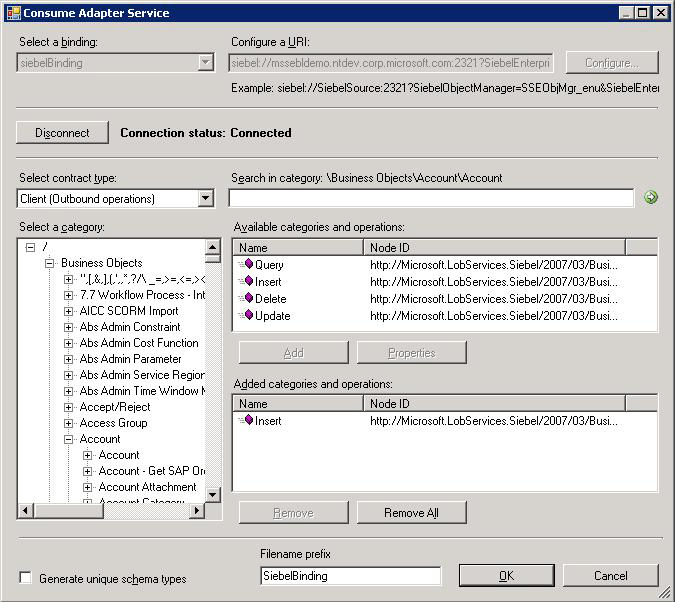 Consume Adapter Service
Select a binding:
Configure a URI:
siebelBinding
siebel://mssebldemo.ntdev.corp.microsoft.com:2321?SiebelEnterpri
Configure...
Example: siebel://SiebelSource:2321?SiebelObjectManager=SSEObjMgr_enu&SiebelEnter
Disconnect
Connection status: Connected
Select contract type:
Search in category: \Business Objects\Account\Account
Client (Outbound operations)
Select a category:
/
Business Objects
'',[,&,],(,',,*,?/\ _=,>=,<=,><
7.7 Workflow Process - Int
AICC SCORM Import
Abs Admin Constraint
Abs Admin Cost Function
Abs Admin Parameter
Abs Admin Service Region
Abs Admin Time Window M
Accept/Reject
Access Group
Account
Account
Account - Get SAP Or
Account Attachment
Account Category
Available categories and operations:
Name Node ID
Query http://Microsoft.LobServices.Siebel/2007/03/Busi...
Insert http://Microsoft.LobServices.Siebel/2007/03/Busi...
Delete http://Microsoft.LobServices.Siebel/2007/03/Busi...
Update http://Microsoft.LobServices.Siebel/2007/03/Busi...
Add
Properties
Added categories and operations:
Name Node ID
Insert http://Microsoft.LobServices.Siebel/2007/03/Busi...
Remove
Remove All
Generate unique schema types
Filename prefix
SiebelBinding
OK
Cancel